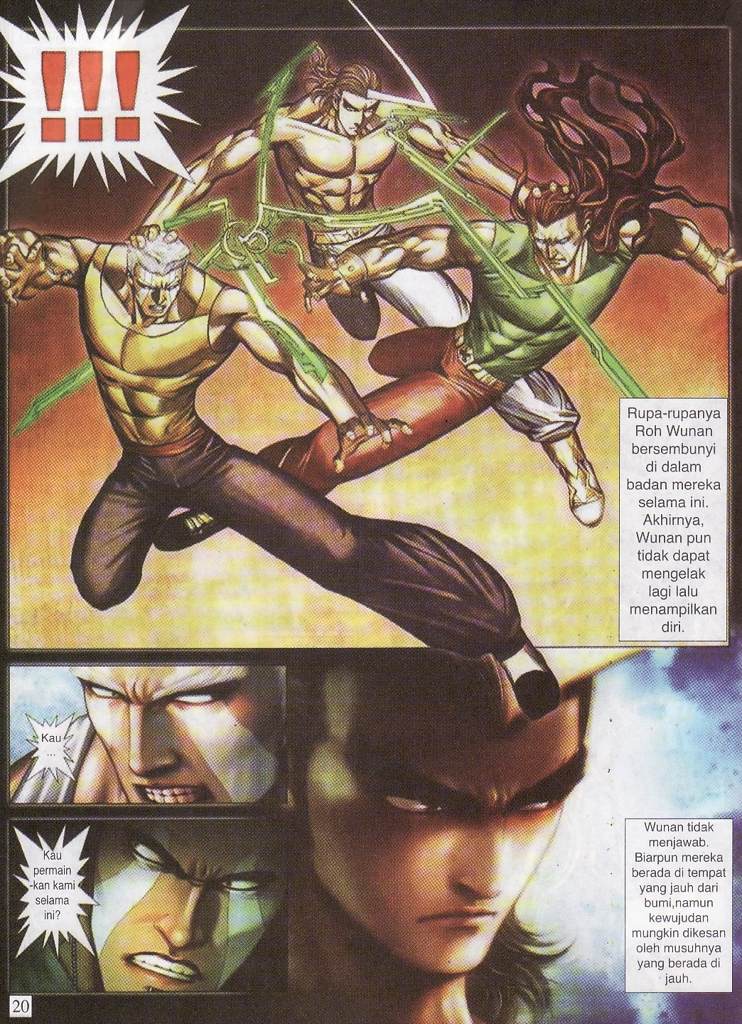 !!!
Rupa-rupanya
Roh Wunan
bersembunyi
di dalam
badan mereka
selama ini.
Akhirnya,
Wunan pun
tidak dapat
mengelak
lagi lalu
menampilkan
diri.
Kau
...
Kau
permain
-kan kami
selama
ini?
Wunan tidak
menjawab.
Biarpun mereka
berada di tempat
yang jauh dari
bumi,namun
kewujudan
mungkin dikesan
oleh musuhnya
yang berada di
jauh.
20